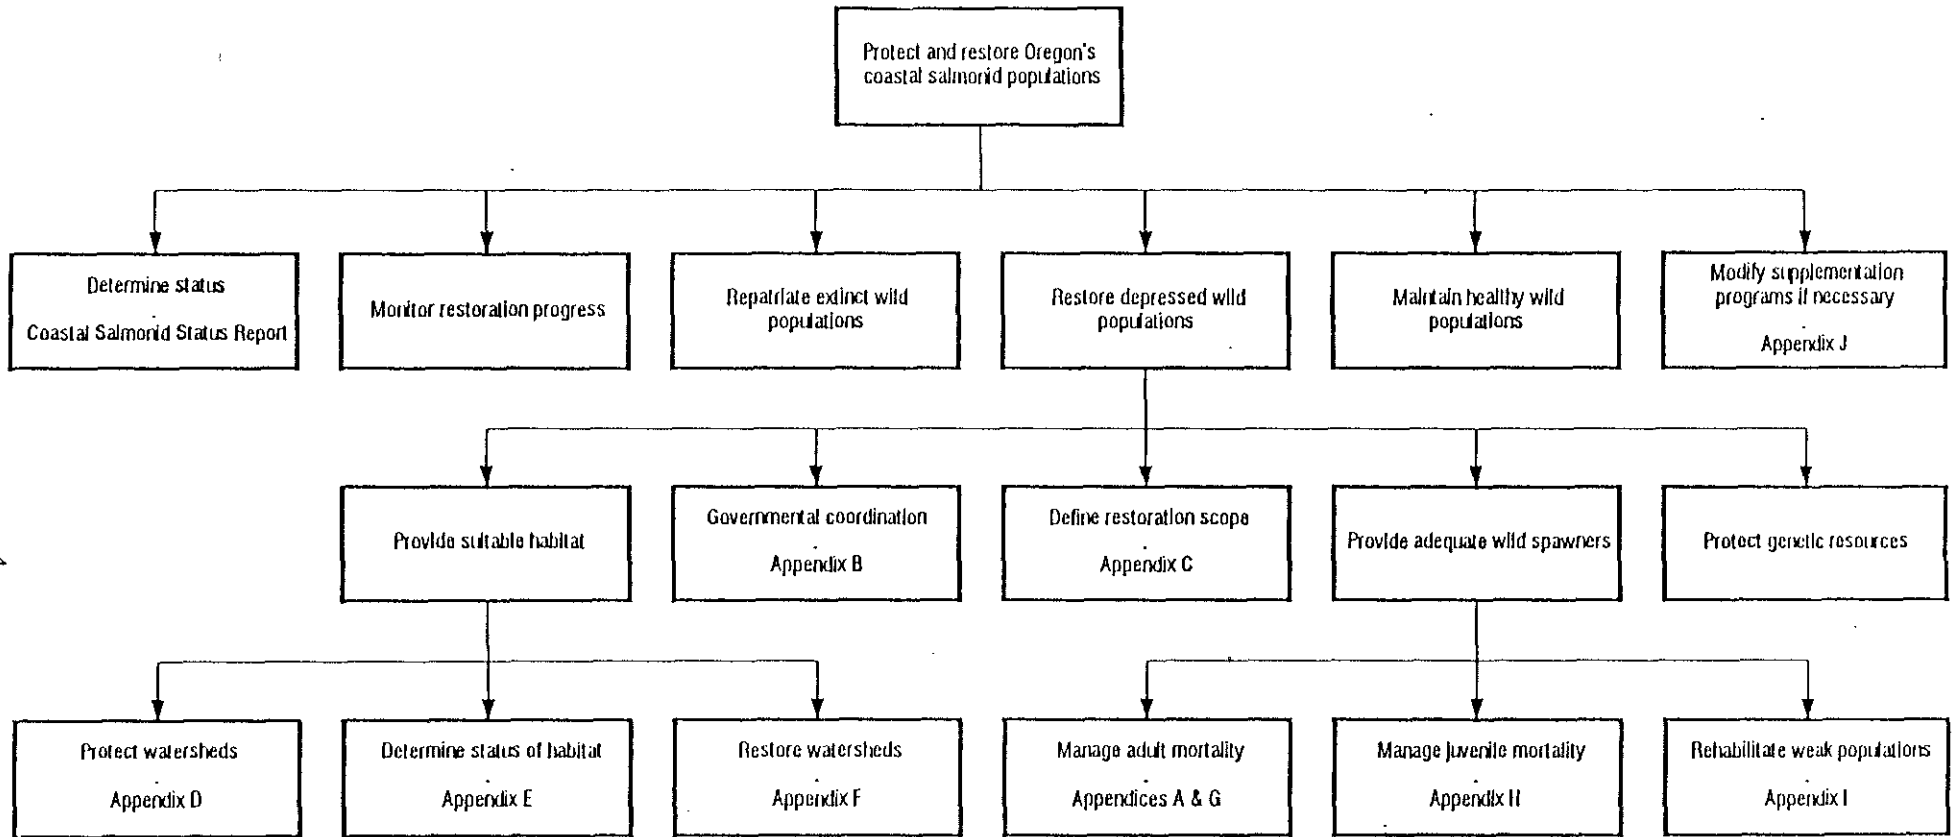 Protect and restore Oregon's
coastal salmonid populations
Determine status
-
Coastal Salmonid Status Report
Monitor restoration progress
Repatriate extinct wild
populations
Restore depressed wild
populations
Maintain healthy wild
populations
Modify supplementation
programs if necessary
-
Appendix J
Provide suitable habitat
Governmental coordination
-
Appendix B
Define restoration scope
-
Appendix C
Provide adequate wild spawners
Protect genetic resources
Protect watersheds
-
Appendix D
Determine status of habitat
-
Appendix E
Restore watersheds
-
Appendix F
Manage adult mortality
-
Appendices A & G
Manage juvenile mortality
-
Appendix H
Rehabilitate weak populations
-
Appendix I